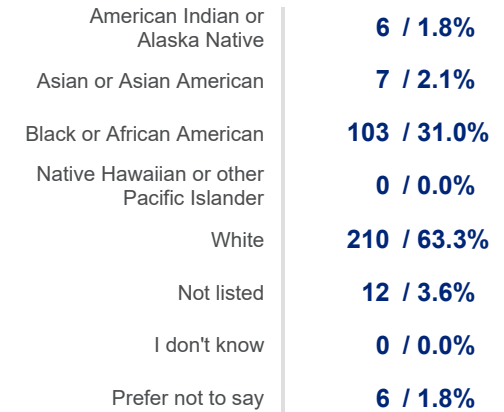 American Indian or
Alaska Native
6 / 1.8%
Asian or Asian American
7 / 2.1%
Black or African American
103 / 31.0%
Native Hawaiian or other
Pacific Islander
0 / 0.0%
White
210 / 63.3%
Not listed
12 / 3.6%
I don't know
0 / 0.0%
Prefer not to say
6 / 1.8%